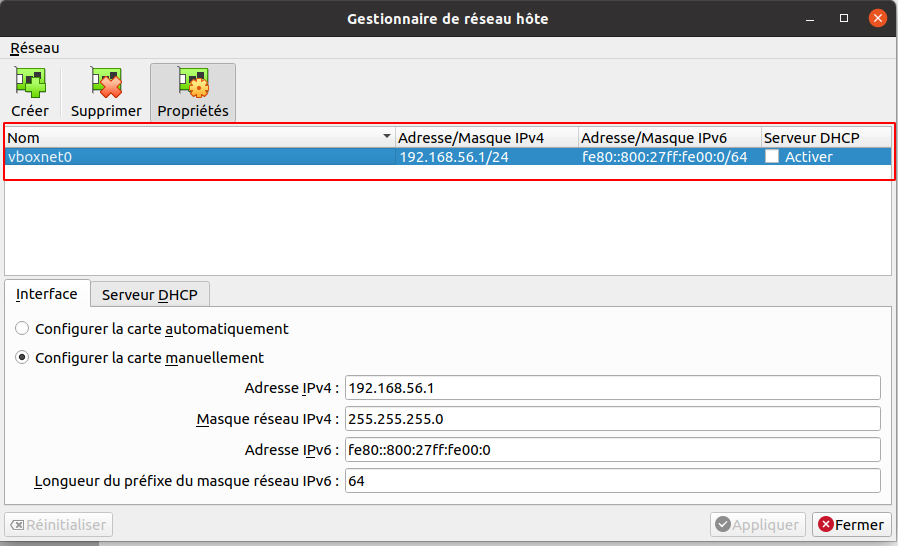 Gestionnaire de réseau hôte
Réseau
Créer Supprimer Propriétés
Nom Adresse/Masque IPv4 Adresse/Masque IPv6 Serveur DHCP
vboxnet0 192.168.56.1/24 fe80::800:27ff:fe00:0/64 Activer
Interface Serveur DHCP
Configurer la carte automatiquement
Configurer la carte manuellement
Adresse IPv4 : 192.168.56.1
Masque réseau IPv4 : 255.255.255.0
Adresse IPv6 : fe80::800:27ff:fe00:0
Longueur du préfixe du masque réseau IPv6 : 64
Réinitialiser Appliquer Fermer